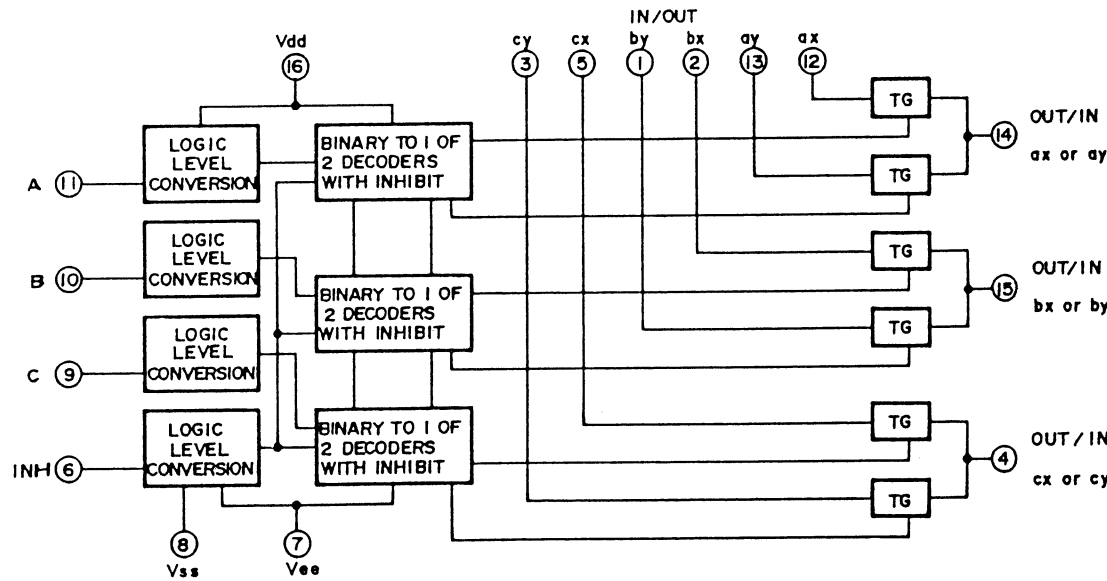 IN/OUT
Vdd
cy
cx
by
bx
ay
ax
16
3
5
1
2
13
12
TG
LOGIC
LEVEL
CONVERSION
BINARY TO 1 OF
2 DECODERS
WITH INHIBIT
OUT/IN
14
ax or ay
A 11
TG
LOGIC
LEVEL
CONVERSION
TG
OUT/IN
B 10
BINARY TO 1 OF
2 DECODERS
WITH INHIBIT
15
bx or by
TG
LOGIC
LEVEL
CONVERSION
C 9
LOGIC
LEVEL
CONVERSION
BINARY TO 1 OF
2 DECODERS
WITH INHIBIT
TG
OUT/IN
4
cx or cy
INH 6
TG
8
7
Vss
Vee